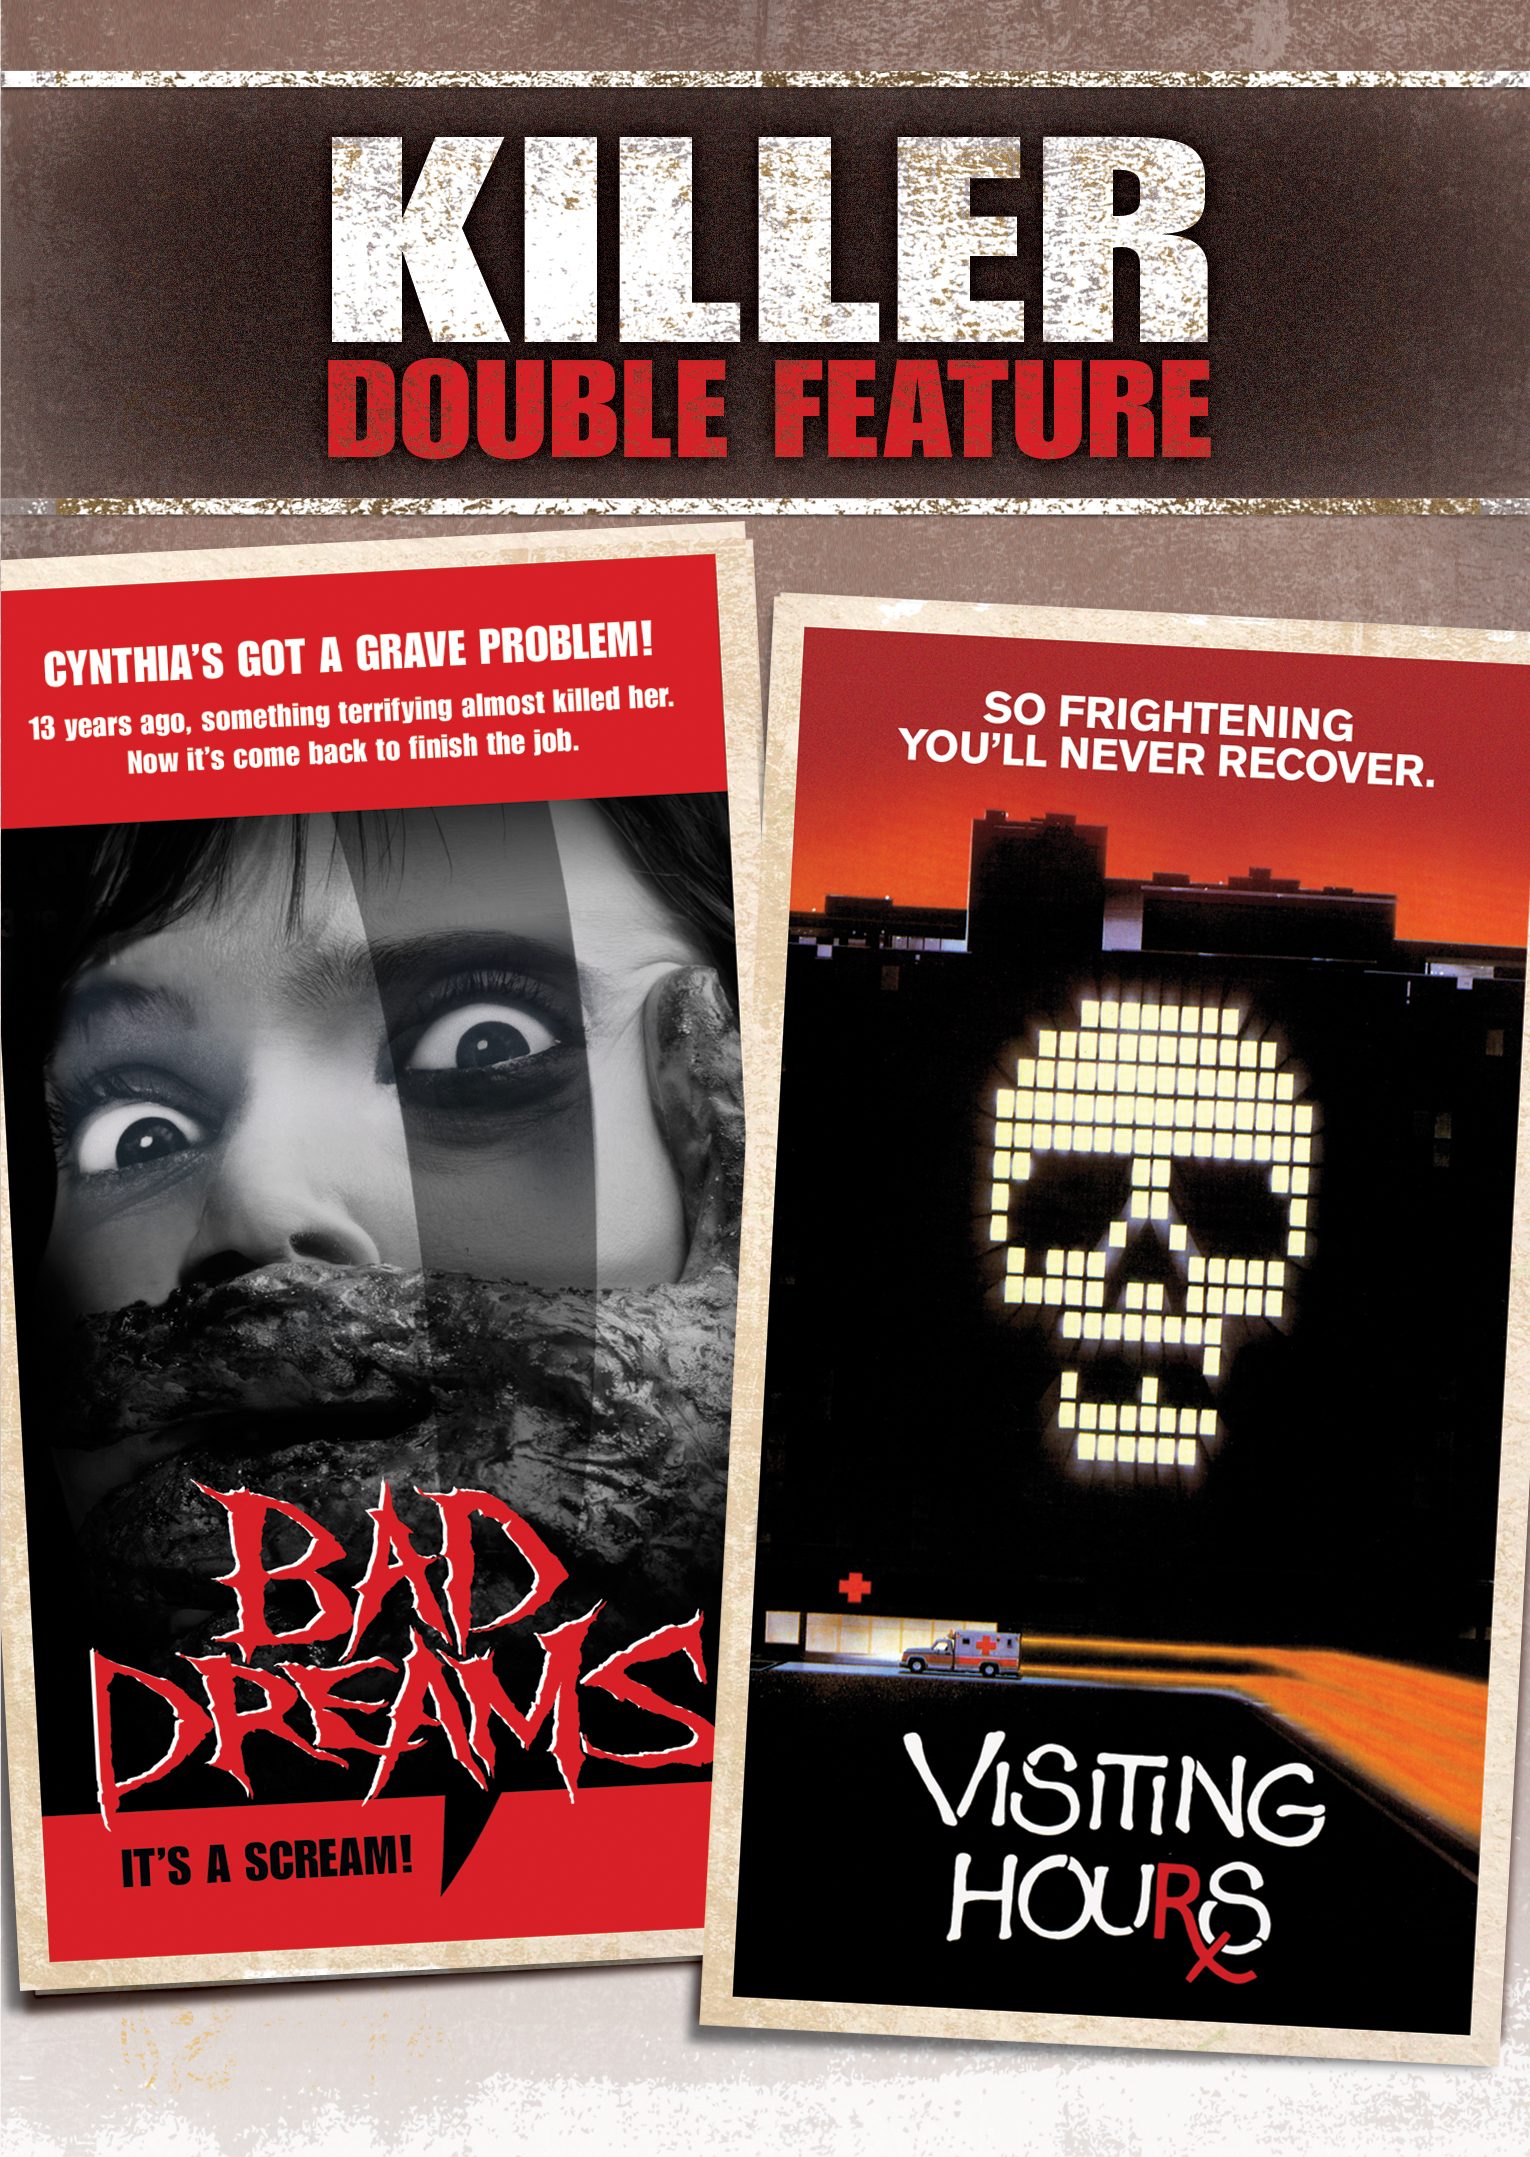 KILLER
DOUBLE FEATURE
CYNTHIA'S GOT A GRAVE PROBLEM!
13 years ago, something terrifying almost killed her.
Now it's come back to finish the job.
BAD
DREAMS
IT'S A SCREAM!
SO FRIGHTENING
YOU'LL NEVER RECOVER.
VISITING
HOURS